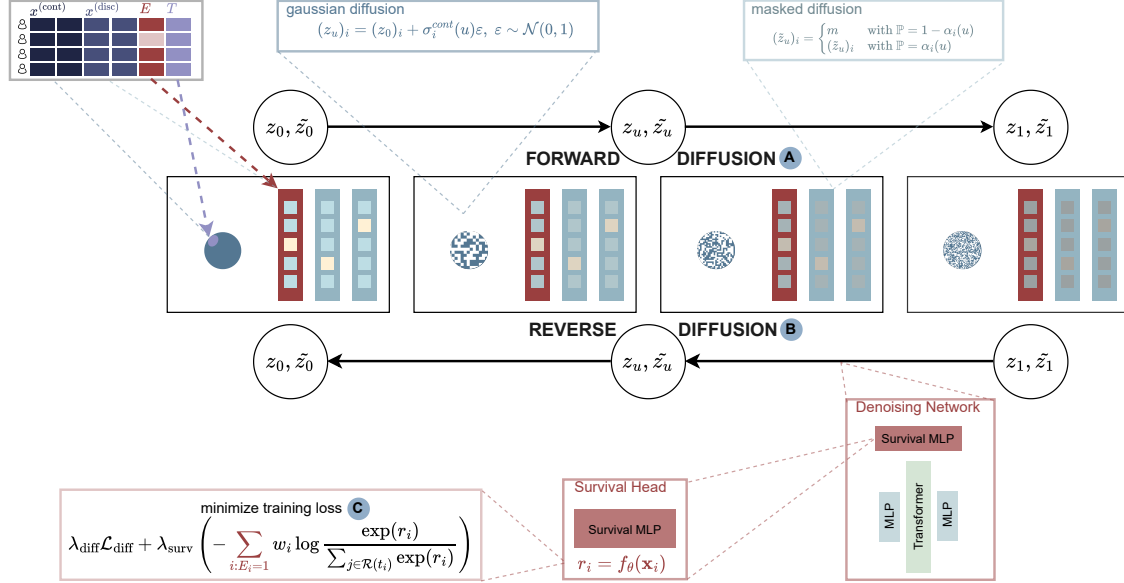 x^(cont) x^(disc) E T
gaussian diffusion
(z_u)_i = (z_0)_i + σ_i^{cont}(u)ε, ε ∼ 𝒩(0, 1)
masked diffusion
(z̃_u)_i = { m with ℙ = 1 − α_i(u)
(z̃_u)_i with ℙ = α_i(u)
z_0, z̃_0 z_u, z̃_u z_1, z̃_1
FORWARD DIFFUSION A
REVERSE DIFFUSION B
z_0, z̃_0 z_u, z̃_u z_1, z̃_1
Denoising Network
Survival MLP
MLP
Transformer
MLP
Survival Head
Survival MLP
r_i = f_θ(𝐱_i)
minimize training loss C
λ_diff ℒ_diff + λ_surv ( − ∑_{i:E_i=1} w_i log exp(r_i) / ∑_{j∈ℛ(t_i)} exp(r_i) )